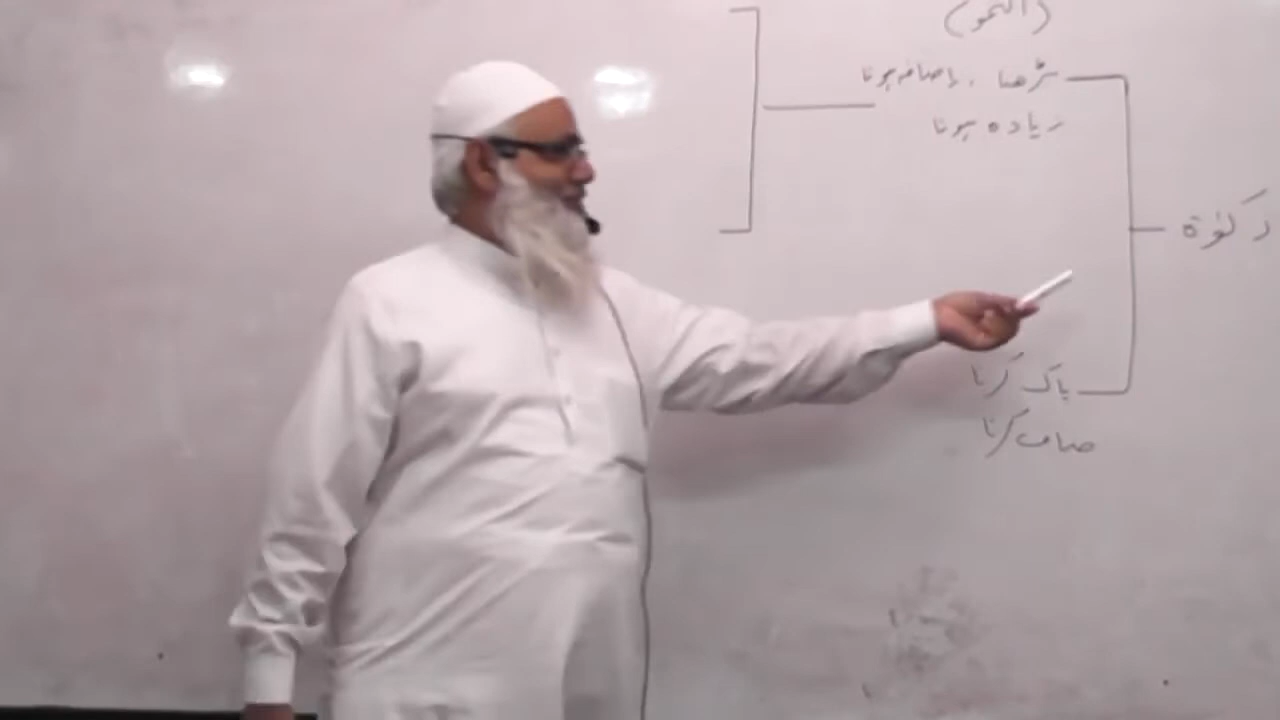 (النمو)
بڑھنا . اضافہ ہونا
زیادہ ہونا
زکوٰۃ
پاک کرنا
صاف کرنا